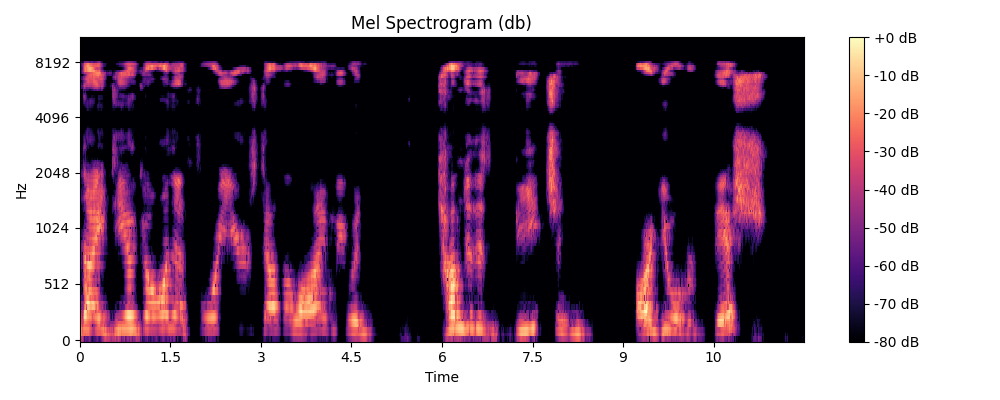 Mel Spectrogram (db)
Hz
8192
4096
2048
1024
512
0
0 1.5 3 4.5 6 7.5 9 10
Time
+0 dB
-10 dB
-20 dB
-30 dB
-40 dB
-50 dB
-60 dB
-70 dB
-80 dB